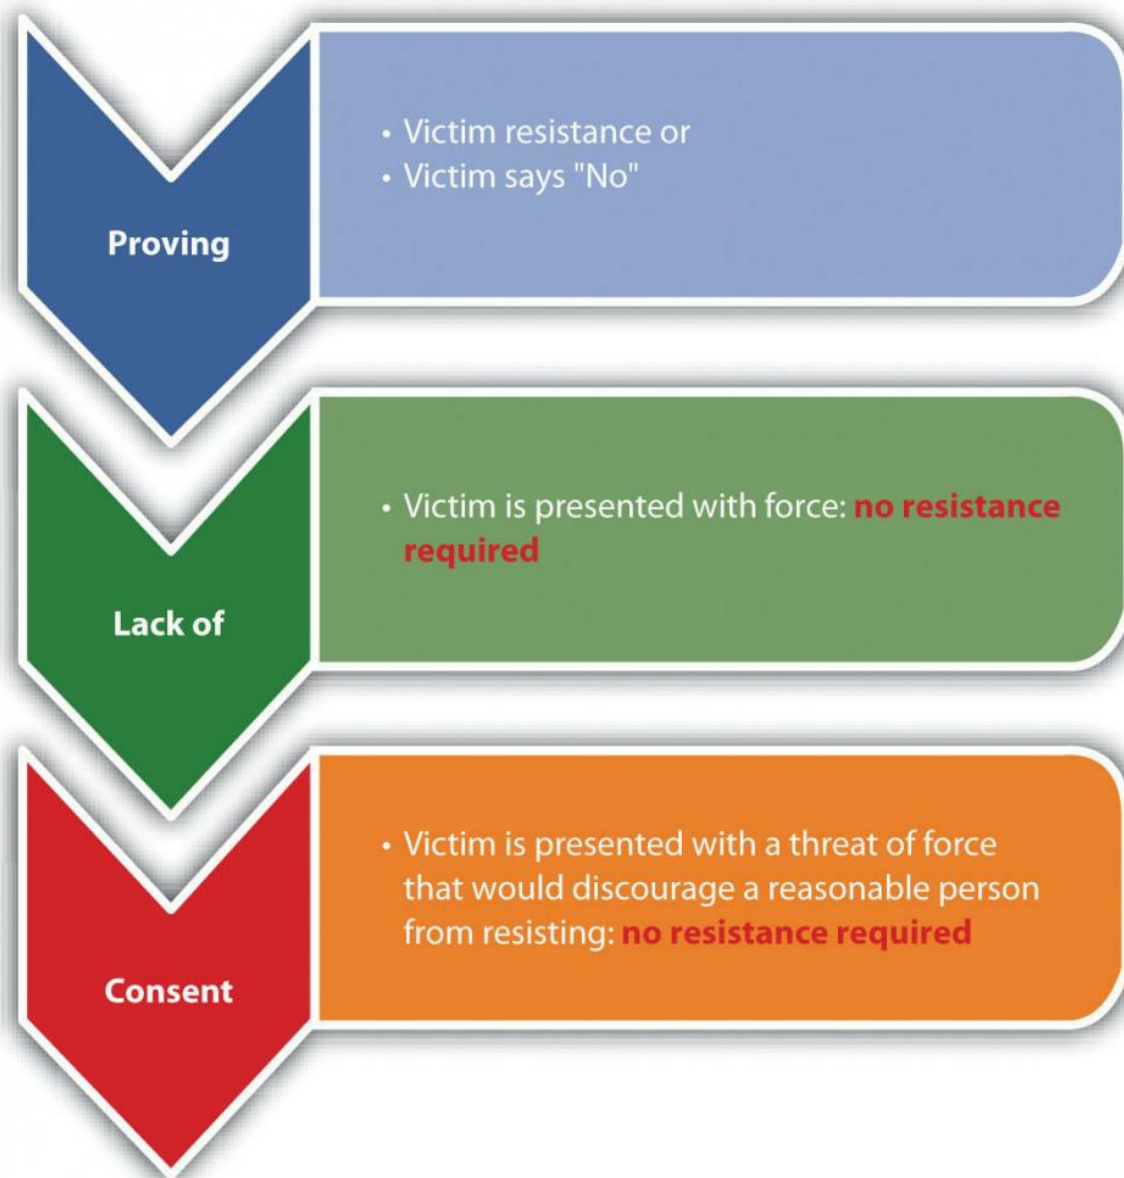 Proving
• Victim resistance or
• Victim says "No"
Lack of
• Victim is presented with force: no resistance
required
Consent
• Victim is presented with a threat of force
that would discourage a reasonable person
from resisting: no resistance required